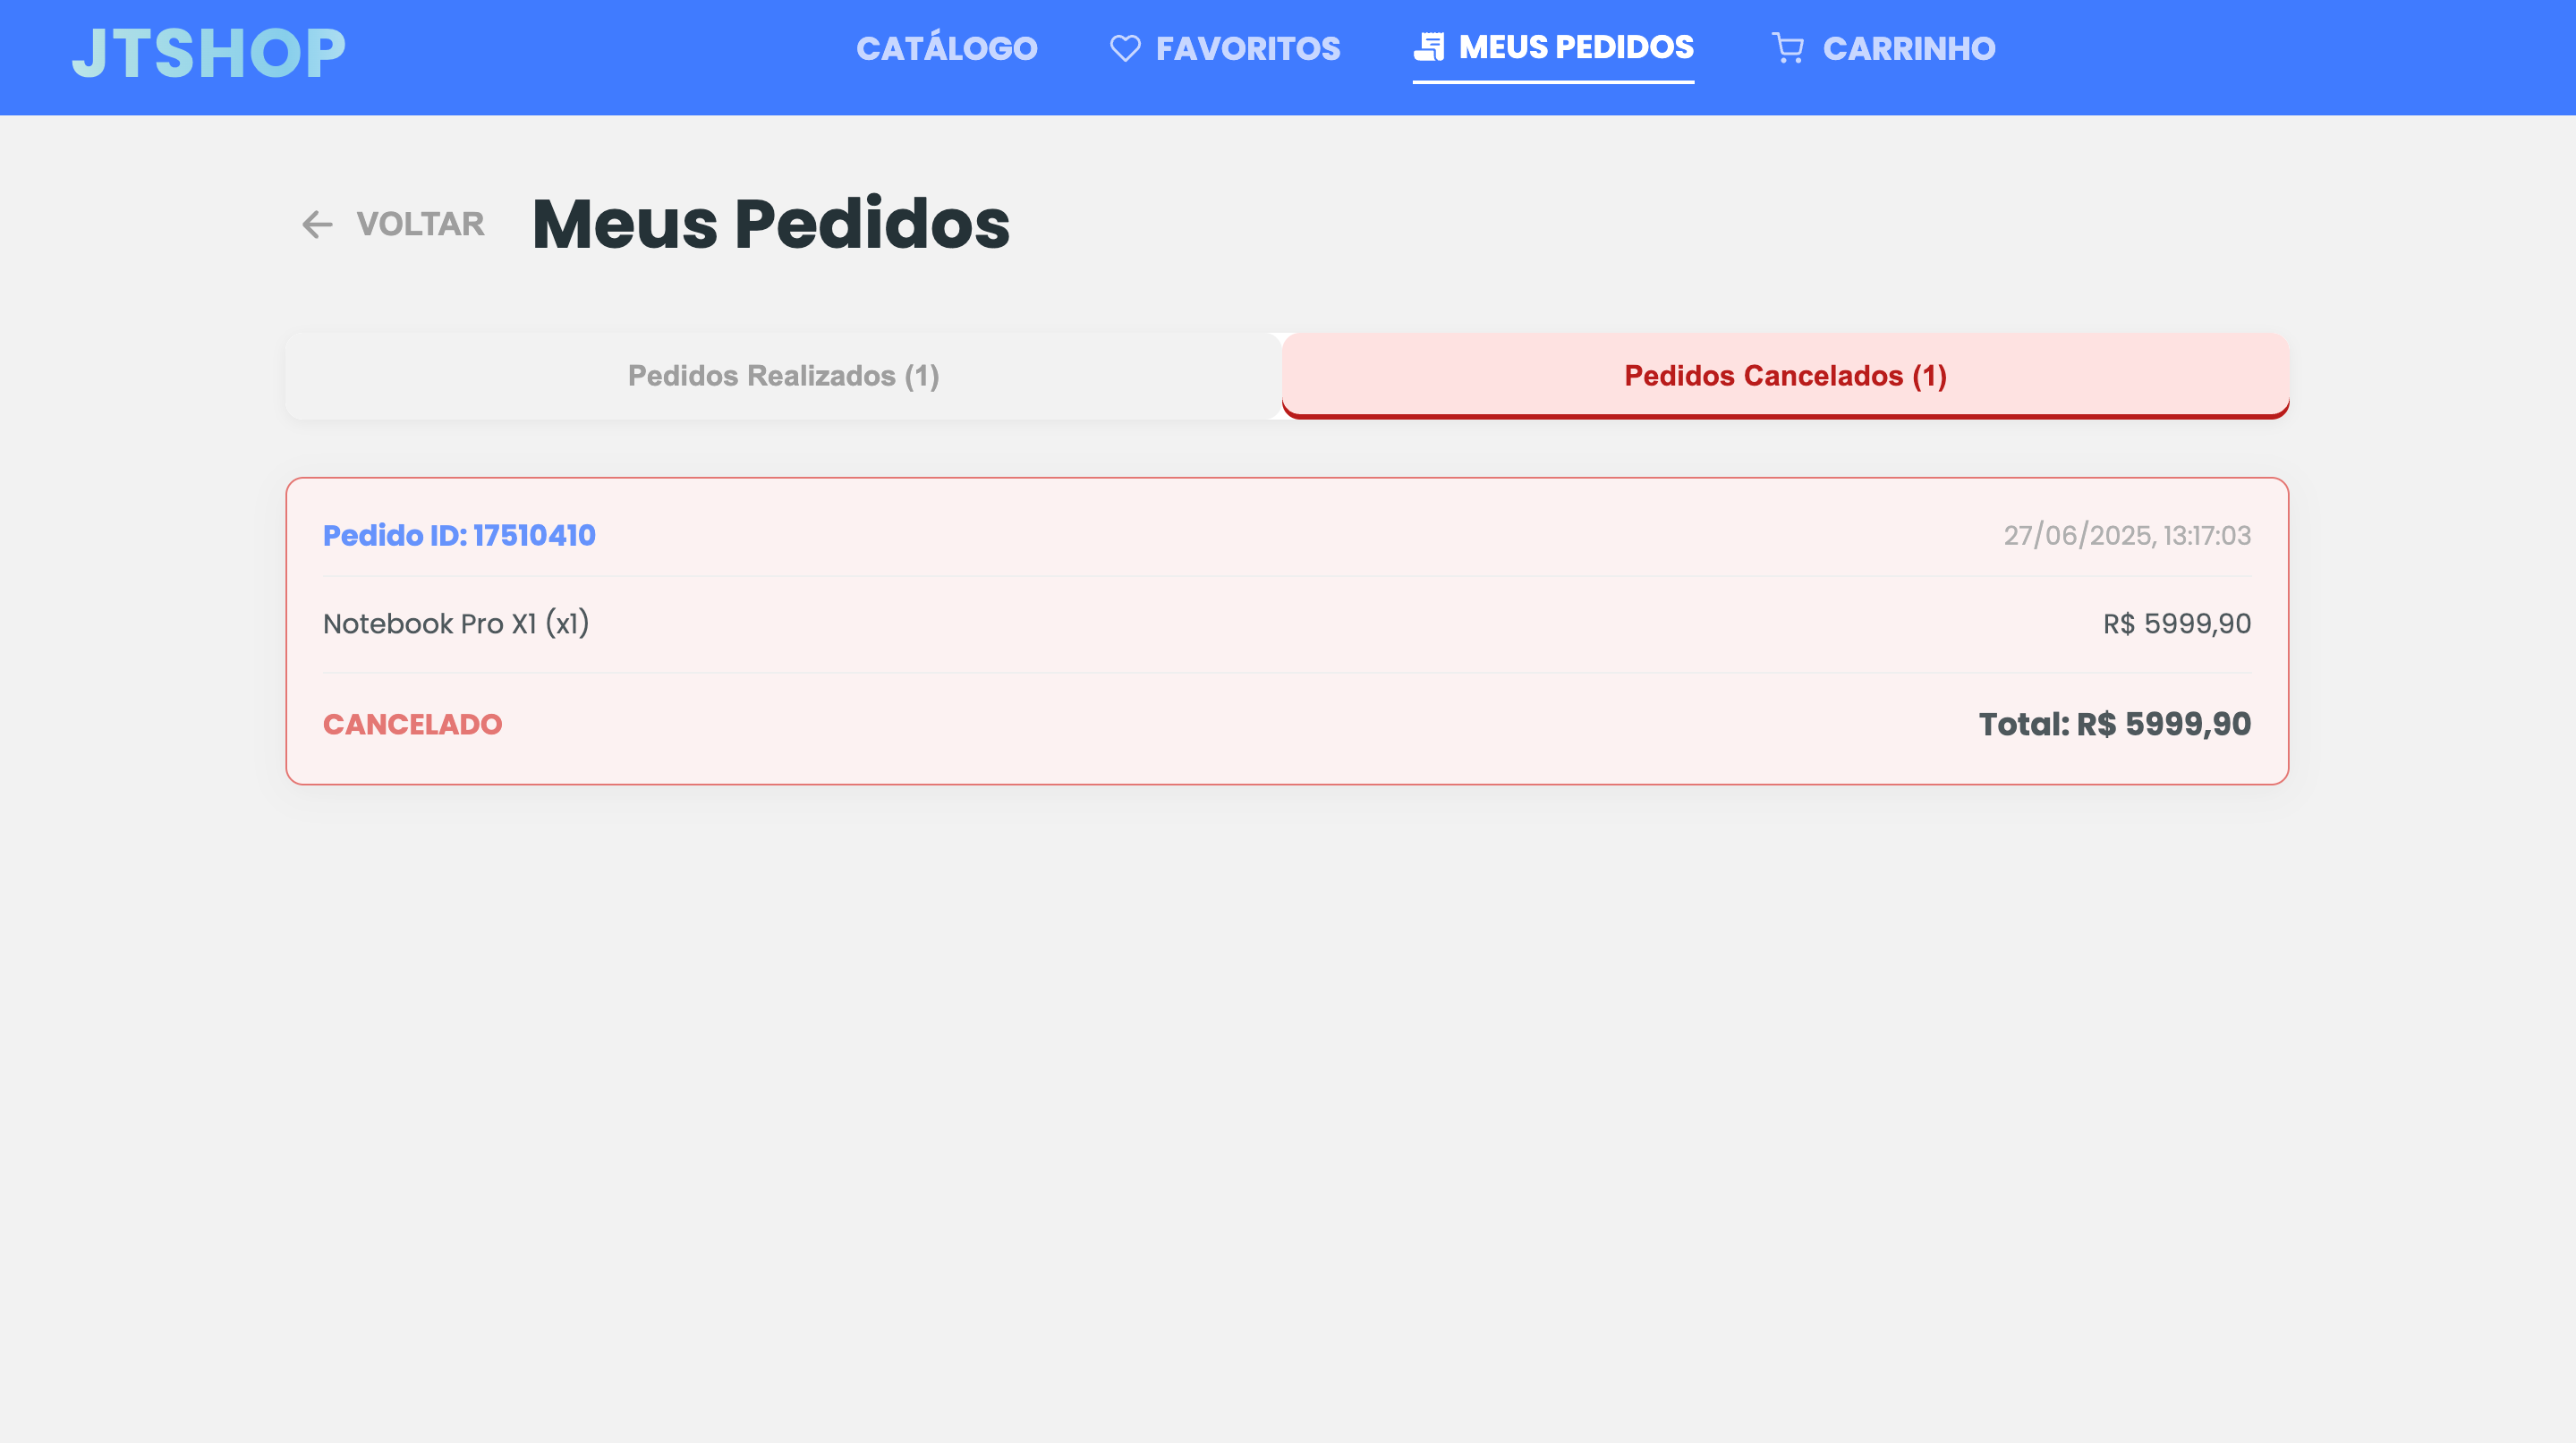 JTSHOP
CATÁLOGO
FAVORITOS
MEUS PEDIDOS
CARRINHO
VOLTAR
Meus Pedidos
Pedidos Realizados (1)
Pedidos Cancelados (1)
Pedido ID: 17510410
27/06/2025, 13:17:03
Notebook Pro X1 (x1)
R$ 5999,90
CANCELADO
Total: R$ 5999,90